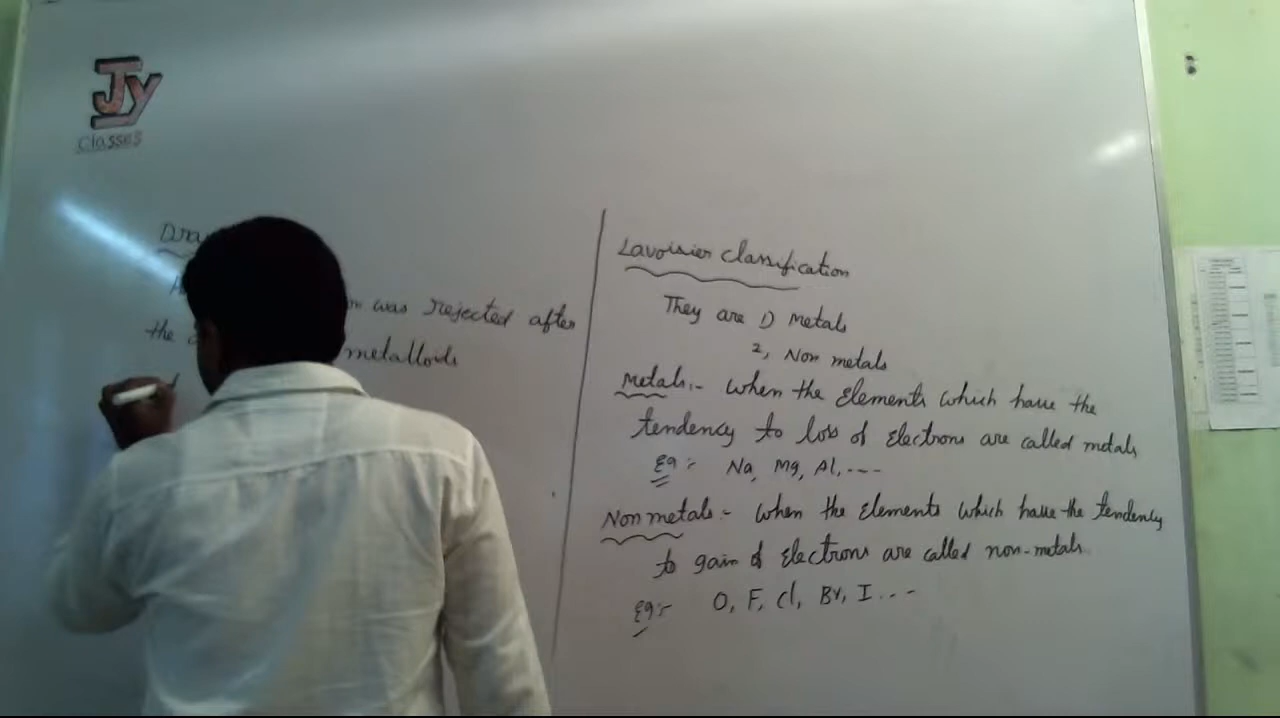 Jy
Classes
was rejected after
the
metalloids
Lavoisier classification
They are 1) metals
2, Non metals
Metals:- when the Elements which have the
tendency to loss of Electrons are called metals
Eg:- Na, Mg, Al, ----
Non metals:- when the Elements which have the tendency
to gain of Electrons are called non-metals.
Eg:- O, F, Cl, Br, I ...-